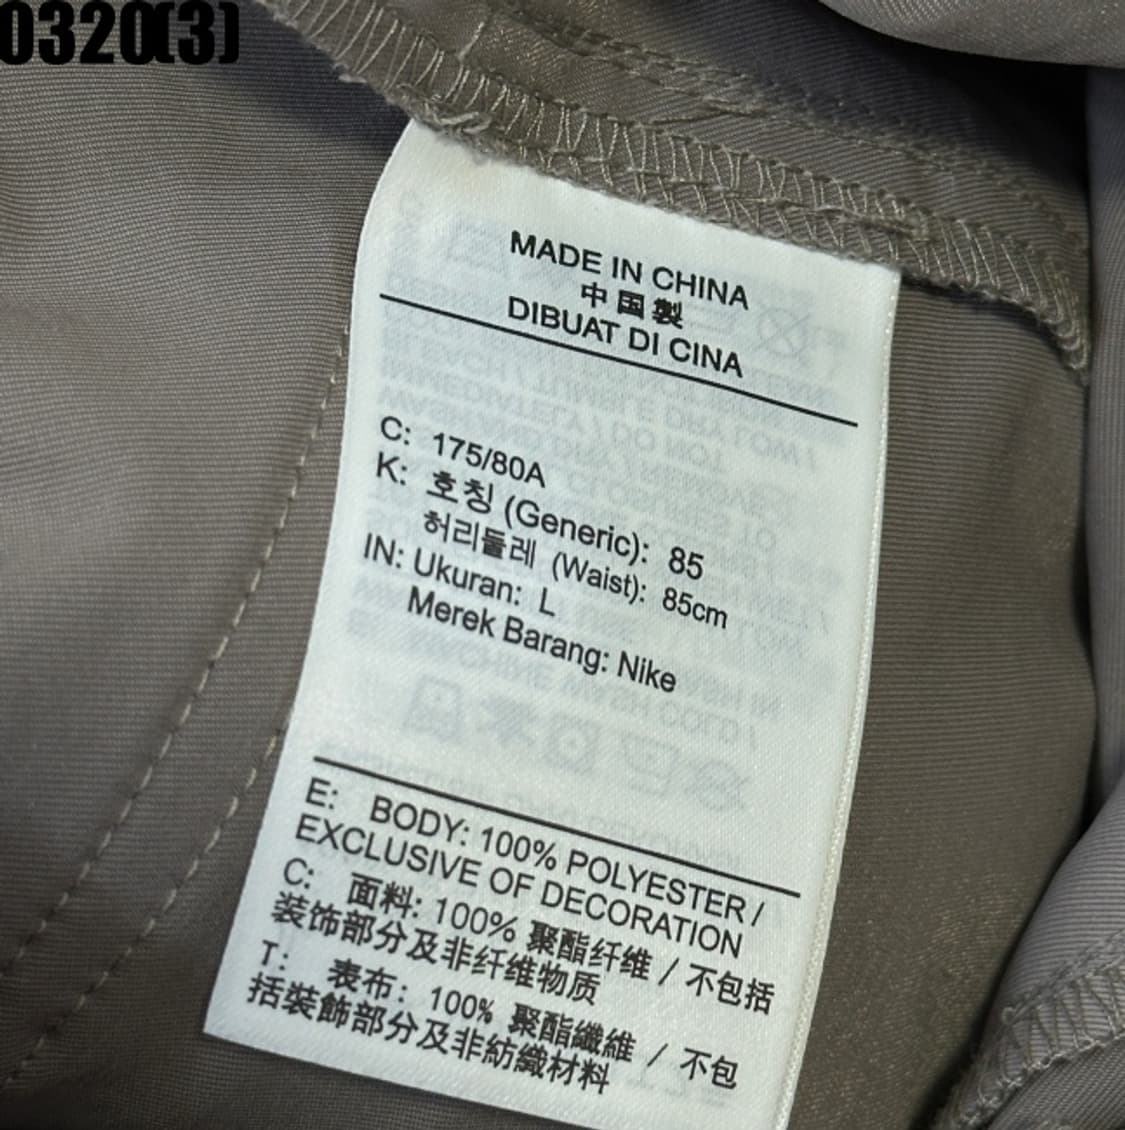 0320(3)
MADE IN CHINA
中国製
DIBUAT DI CINA
C: 175/80A
K: 호칭 (Generic): 85
허리둘레 (Waist): 85cm
IN: Ukuran: L
Merek Barang: Nike
E: BODY: 100% POLYESTER /
EXCLUSIVE OF DECORATION
C: 面料: 100% 聚酯纤维 / 不包括
装饰部分及非纤维物质
T: 表布: 100% 聚酯纖維 / 不包
括裝飾部分及非紡織材料